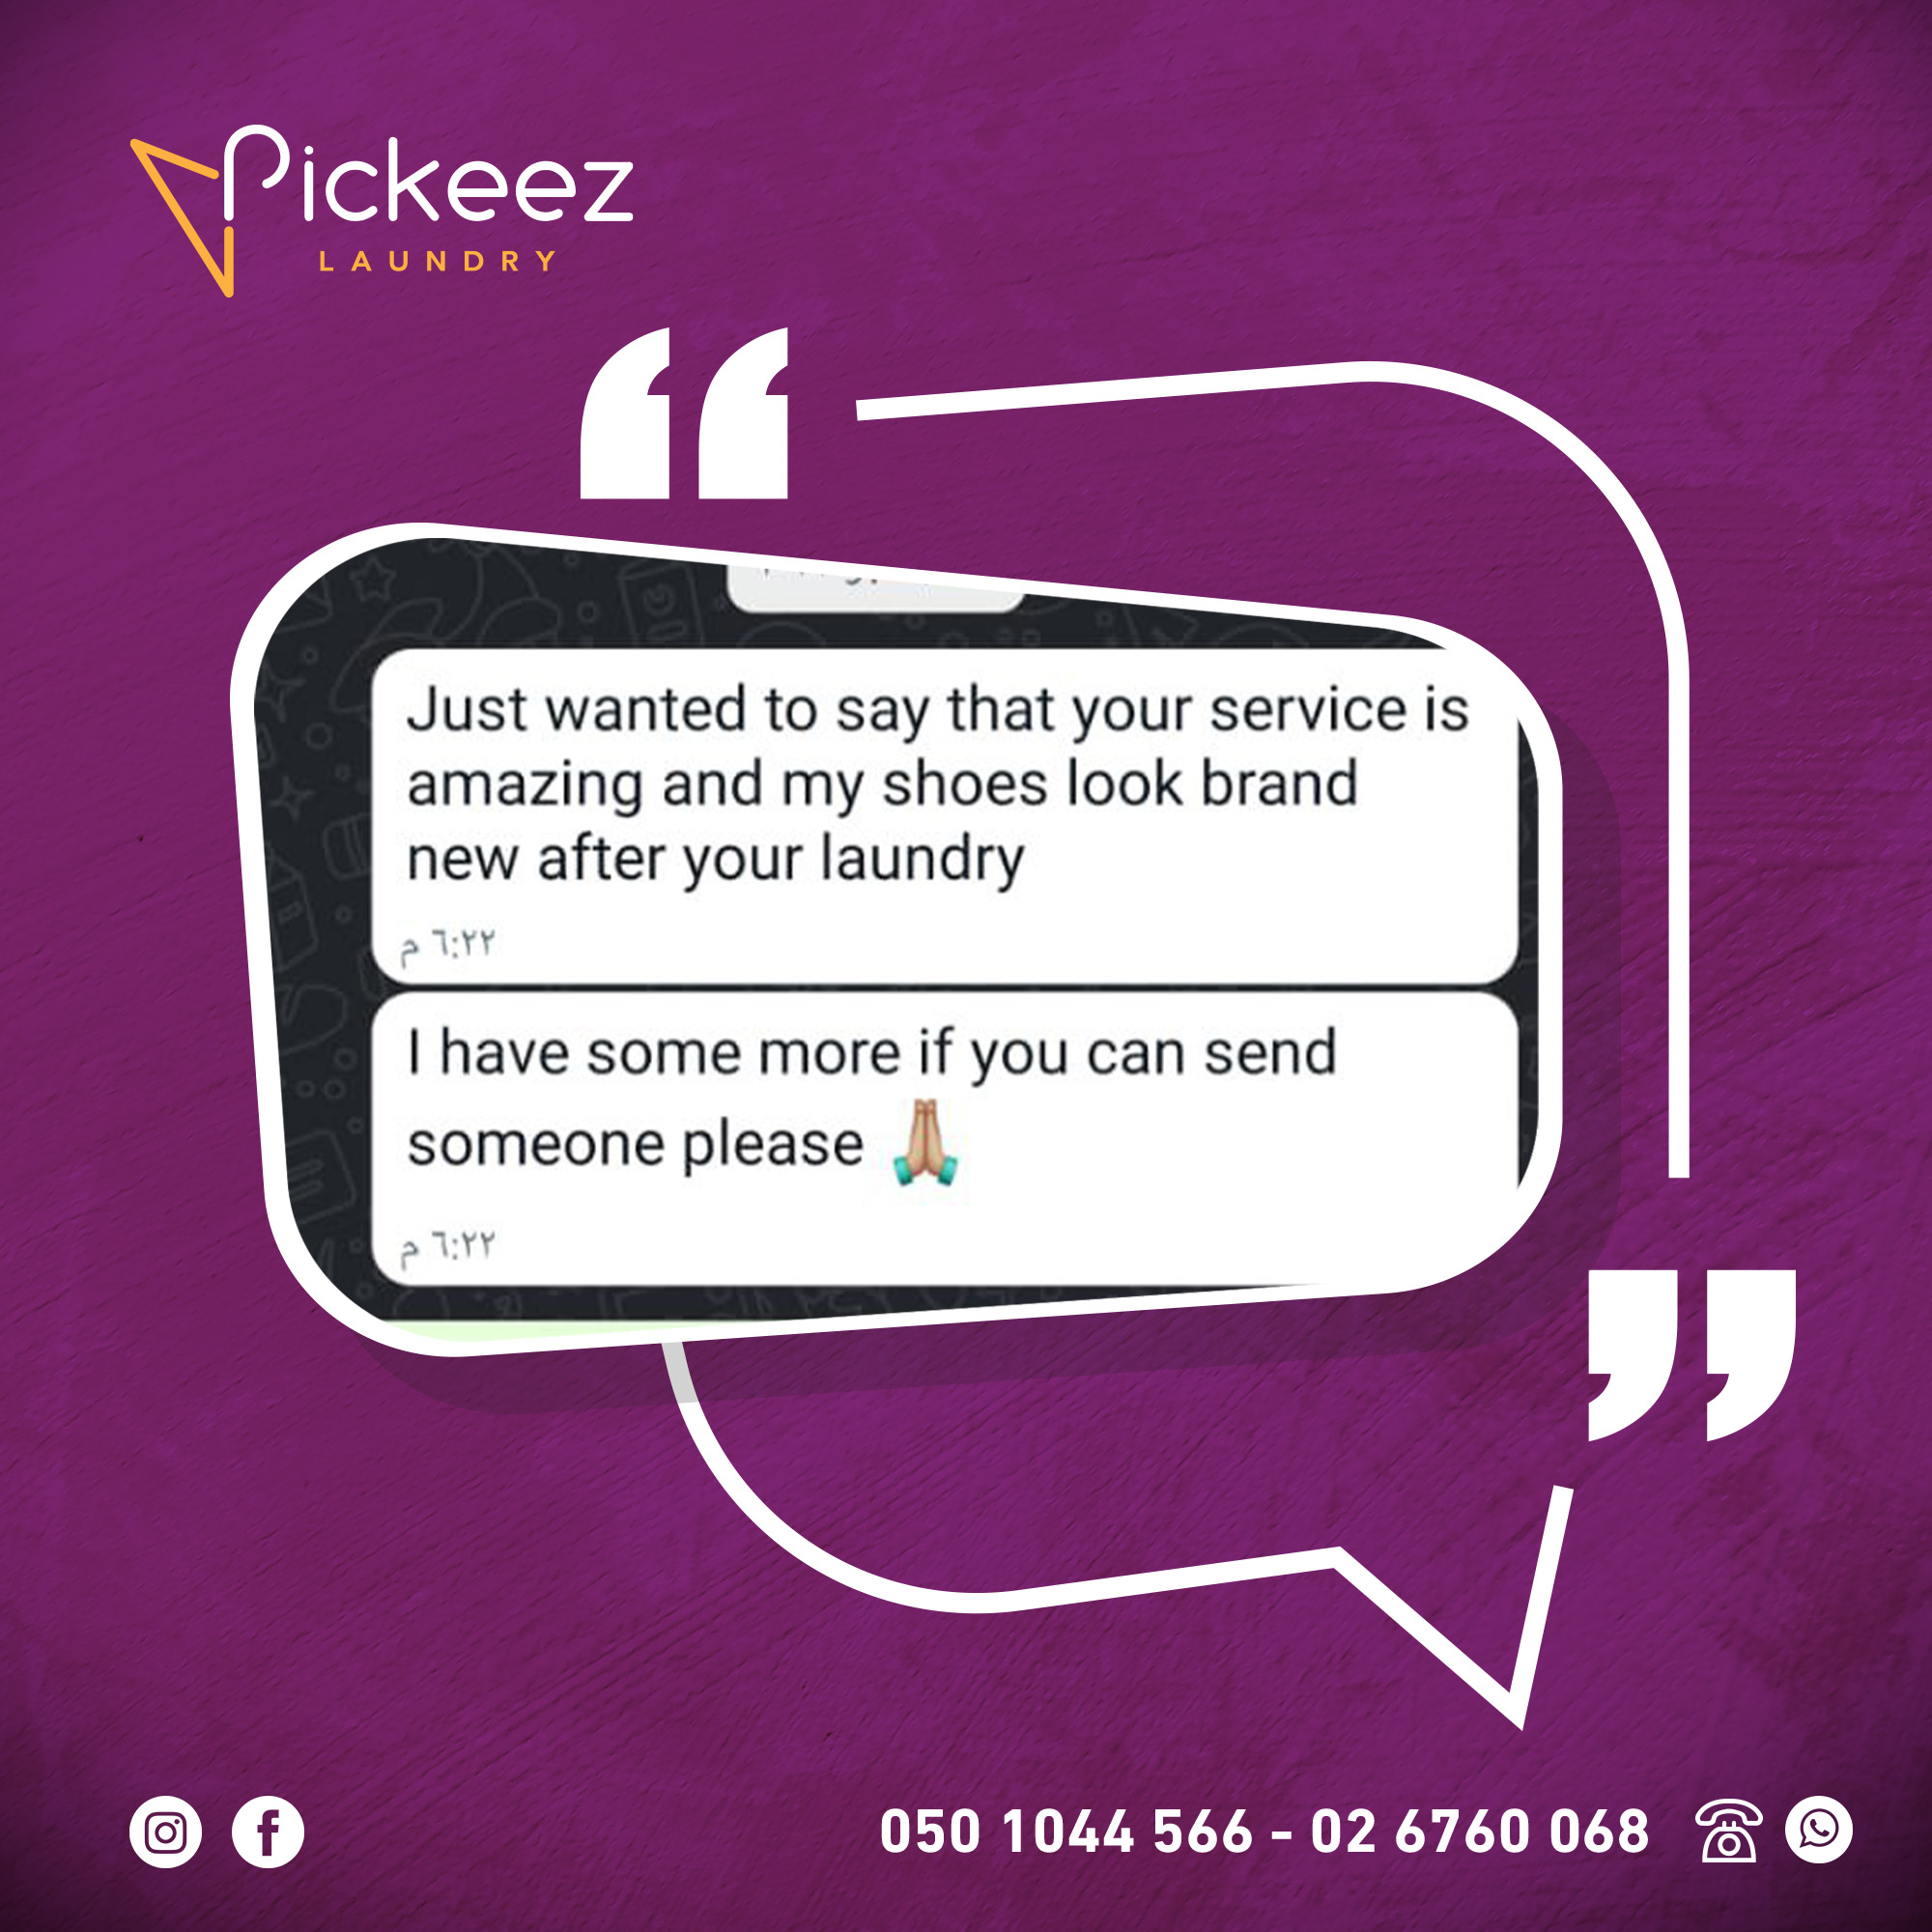 Pickeez
LAUNDRY
Just wanted to say that your service is
amazing and my shoes look brand
new after your laundry
٦:٢٢ م
I have some more if you can send
someone please 🙏🏼
٦:٢٢ م
050 1044 566 - 02 6760 068